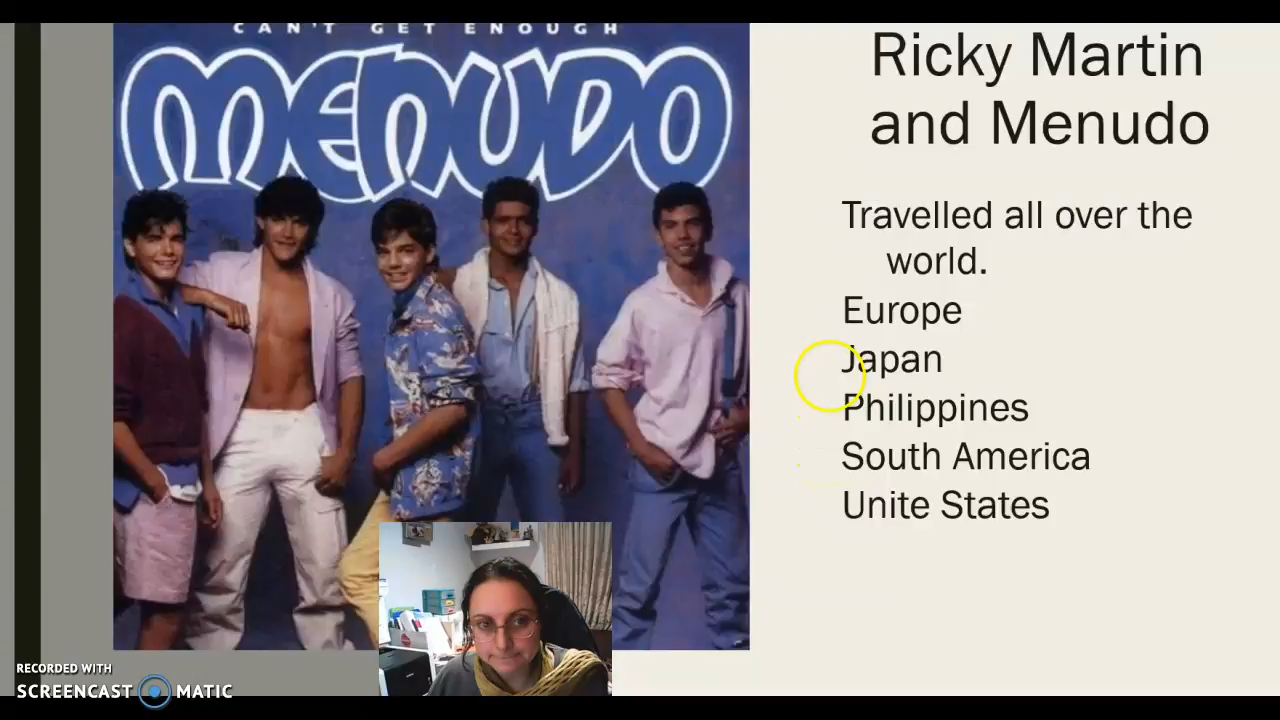 CAN'T GET ENOUGH
MENUDO
Ricky Martin
and Menudo
Travelled all over the
world.
Europe
Japan
Philippines
South America
Unite States
RECORDED WITH
SCREENCAST MATIC